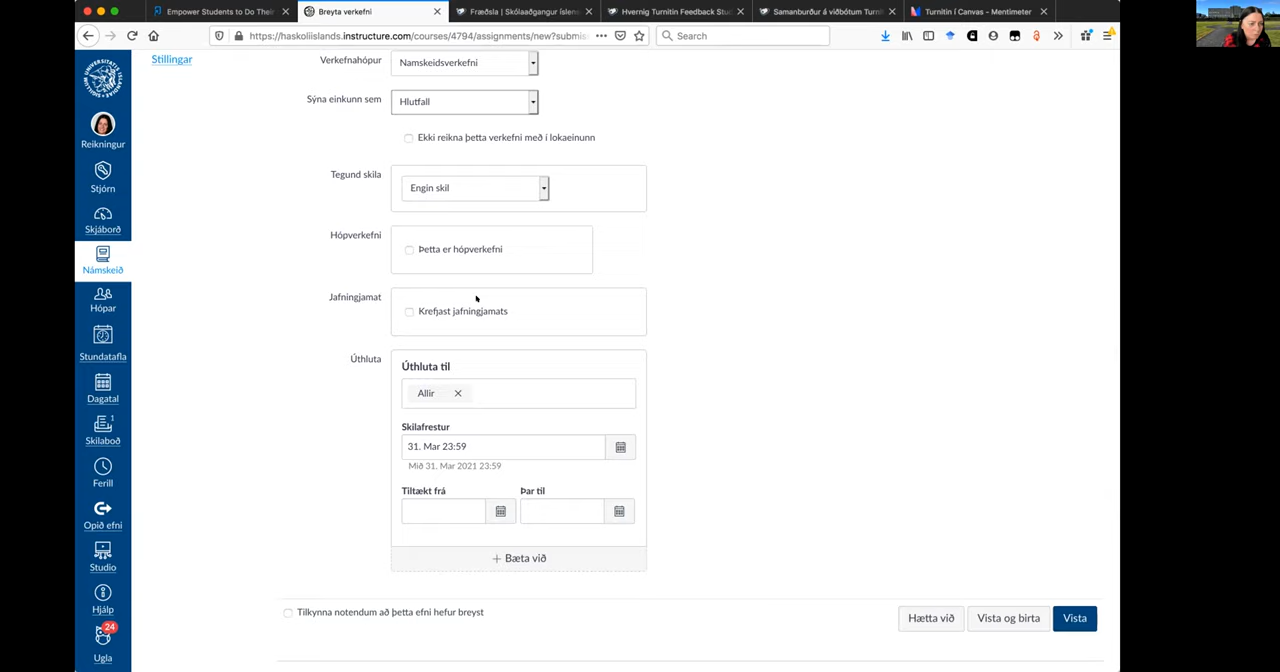 Empower Students to Do Thei
Breyta verkefni
Fræðsla | Skólaaðgangur íslen
Hvernig Turnitin Feedback Stu
Samanburður á viðbótum Turni
Turnitin í Canvas - Mentimeter
https://haskoliislands.instructure.com/courses/4794/assignments/new?submis
Search
Stillingar
Verkefnahópur
Namskeidsverkefni
Sýna einkunn sem
Hlutfall
Ekki reikna þetta verkefni með í lokaeinunn
Tegund skila
Engin skil
Hópverkefni
Þetta er hópverkefni
Jafningjamat
Krefjast jafningjamats
Úthluta
Úthluta til
Allir
Skilafrestur
31. Mar 23:59
Mið 31. Mar 2021 23:59
Tiltækt frá
Þar til
+ Bæta við
Tilkynna notendum að þetta efni hefur breyst
Hætta við
Vista og birta
Vista
Reikningur
Stjórn
Skjáborð
Námskeið
Hópar
Stundatafla
Dagatal
1
Skilaboð
Ferill
Opið efni
Studio
Hjálp
24
Ugla